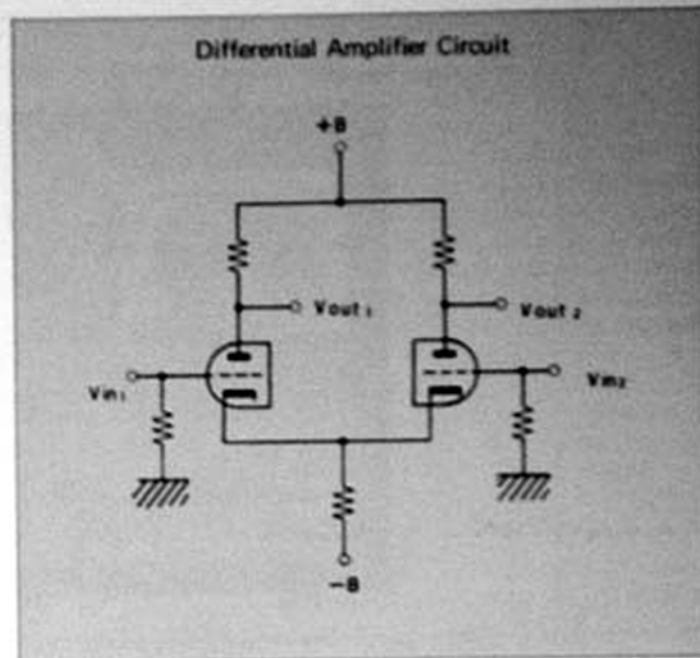 Differential Amplifier Circuit
+B
Vout 1
Vout 2
Vin1
Vin2
−B